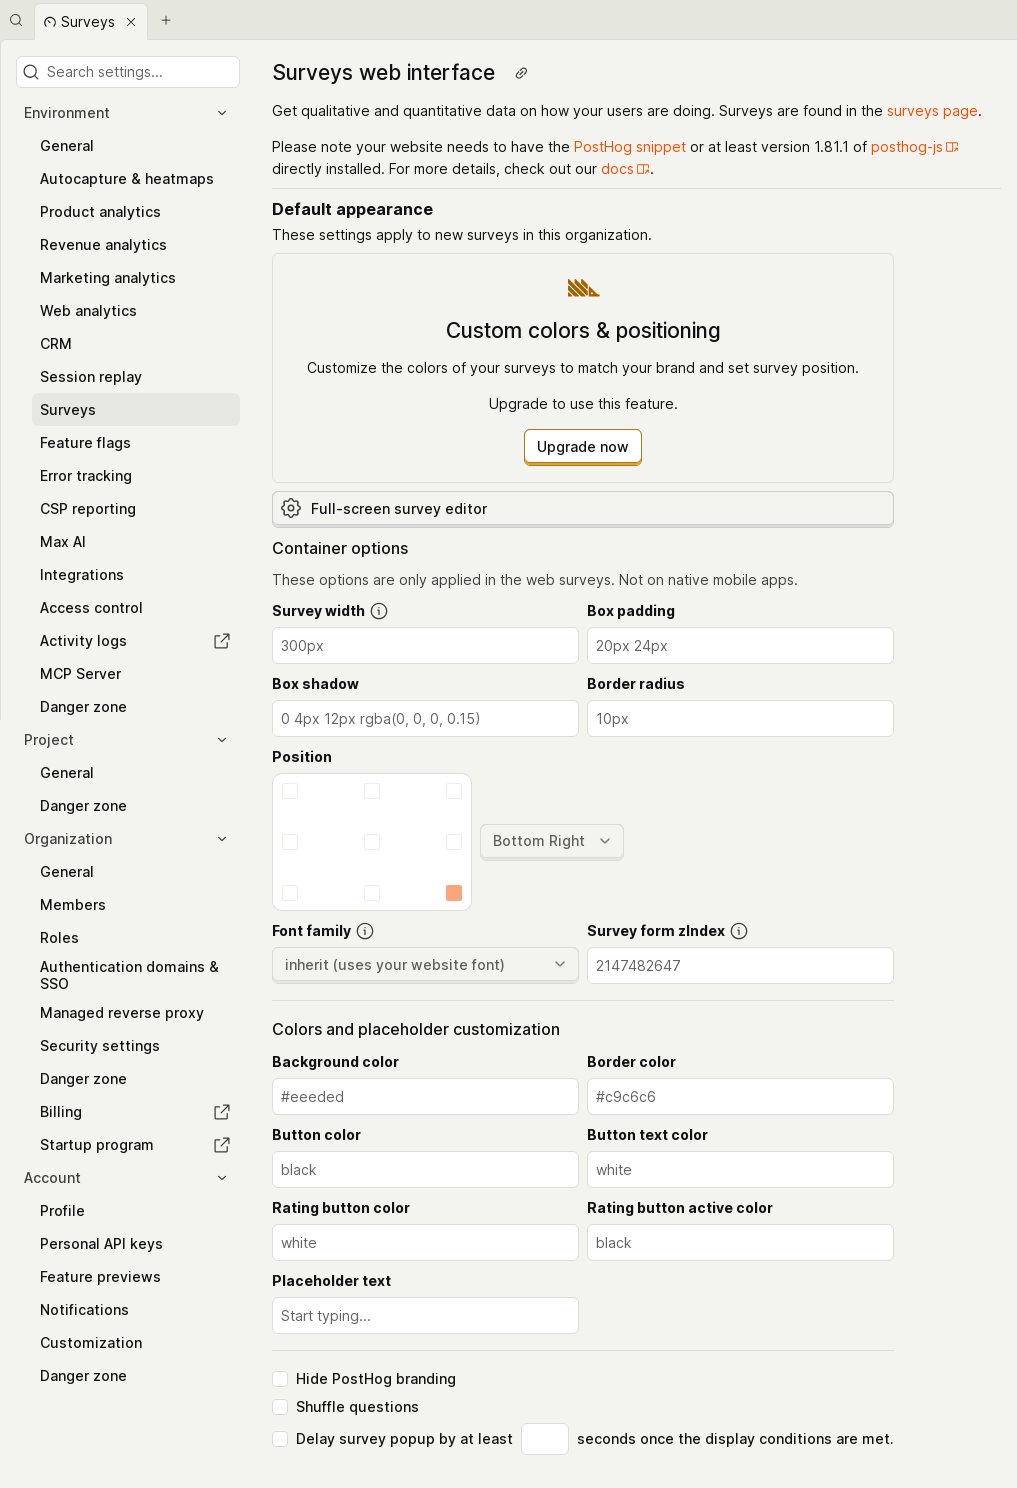 Surveys
Search settings...
Environment
General
Autocapture & heatmaps
Product analytics
Revenue analytics
Marketing analytics
Web analytics
CRM
Session replay
Surveys
Feature flags
Error tracking
CSP reporting
Max AI
Integrations
Access control
Activity logs
MCP Server
Danger zone
Project
General
Danger zone
Organization
General
Members
Roles
Authentication domains &
SSO
Managed reverse proxy
Security settings
Danger zone
Billing
Startup program
Account
Profile
Personal API keys
Feature previews
Notifications
Customization
Danger zone
Surveys web interface
Get qualitative and quantitative data on how your users are doing. Surveys are found in the surveys page.
Please note your website needs to have the PostHog snippet or at least version 1.81.1 of posthog-js
directly installed. For more details, check out our docs.
Default appearance
These settings apply to new surveys in this organization.
Custom colors & positioning
Customize the colors of your surveys to match your brand and set survey position.
Upgrade to use this feature.
Upgrade now
Full-screen survey editor
Container options
These options are only applied in the web surveys. Not on native mobile apps.
Survey width
Box padding
300px
20px 24px
Box shadow
Border radius
0 4px 12px rgba(0, 0, 0, 0.15)
10px
Position
Bottom Right
Font family
Survey form zIndex
inherit (uses your website font)
2147482647
Colors and placeholder customization
Background color
Border color
#eeeded
#c9c6c6
Button color
Button text color
black
white
Rating button color
Rating button active color
white
black
Placeholder text
Start typing...
Hide PostHog branding
Shuffle questions
Delay survey popup by at least seconds once the display conditions are met.